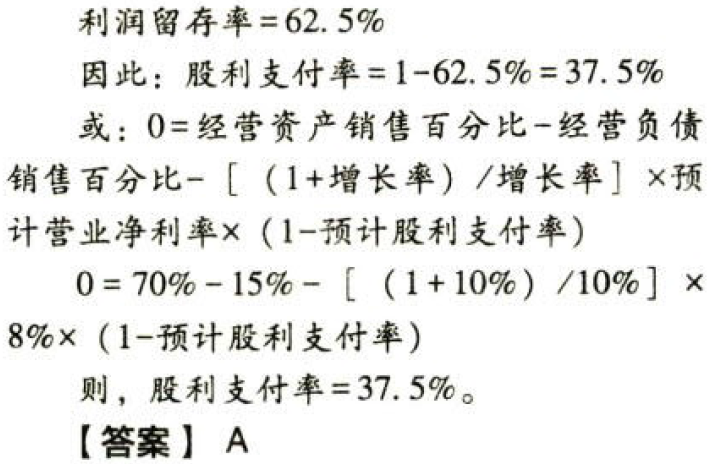 利润留存率=62.5%
因此：股利支付率=1-62.5%=37.5%
或：0=经营资产销售百分比-经营负债
销售百分比-［（1+增长率）/增长率］×预
计营业净利率×（1-预计股利支付率）
0=70%-15%-［（1+10%）/10%］×
8%×（1-预计股利支付率）
则，股利支付率=37.5%。
【答案】 A